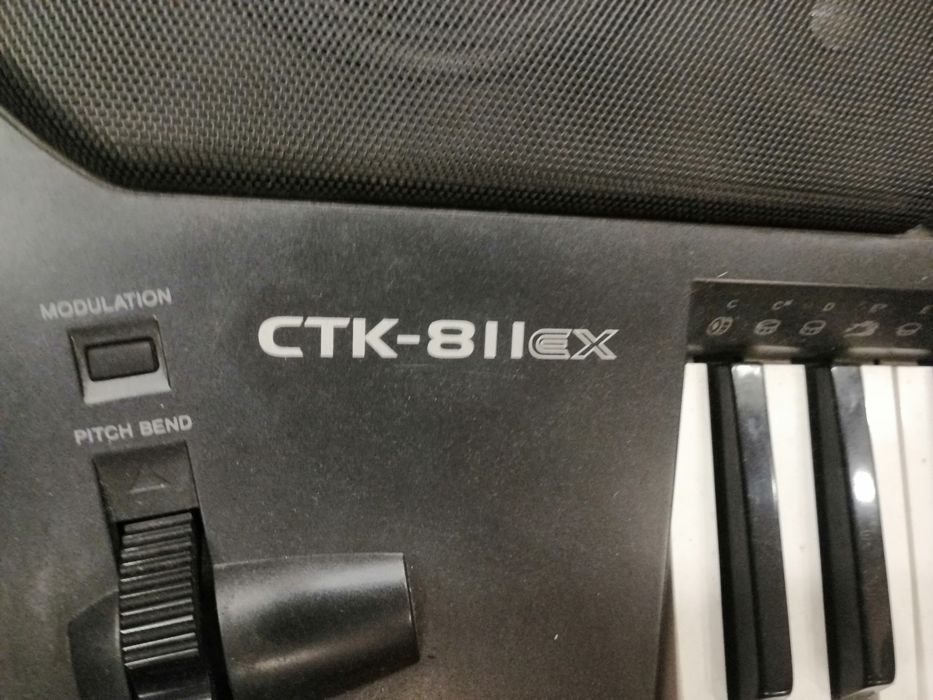 MODULATION
CTK-811EX
PITCH BEND
C C# D E♭ E